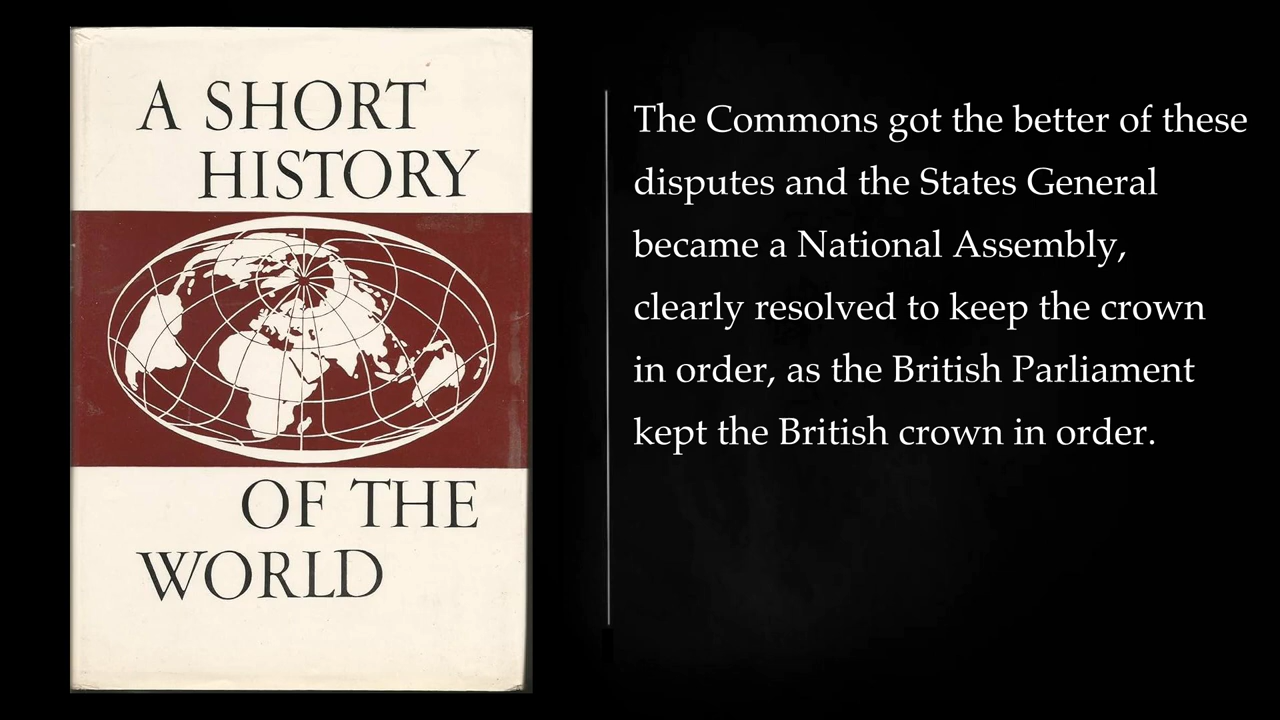 A SHORT
HISTORY
OF THE
WORLD
The Commons got the better of these
disputes and the States General
became a National Assembly,
clearly resolved to keep the crown
in order, as the British Parliament
kept the British crown in order.